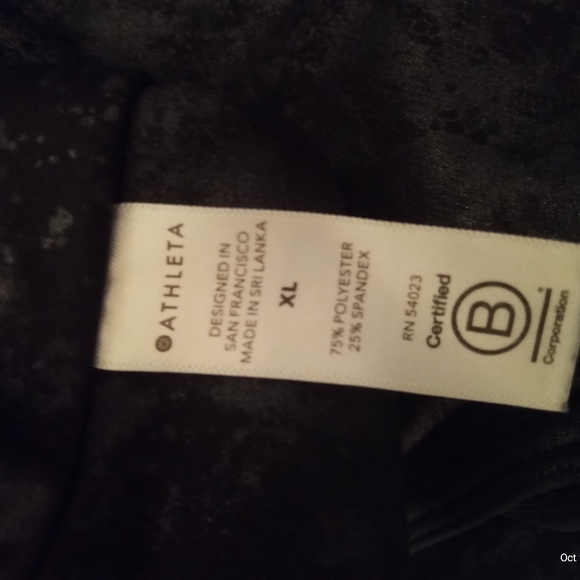 ATHLETA
DESIGNED IN
SAN FRANCISCO
MADE IN SRI LANKA
XL
75% POLYESTER
25% SPANDEX
RN 54023
Certified
B
Corporation
Oct